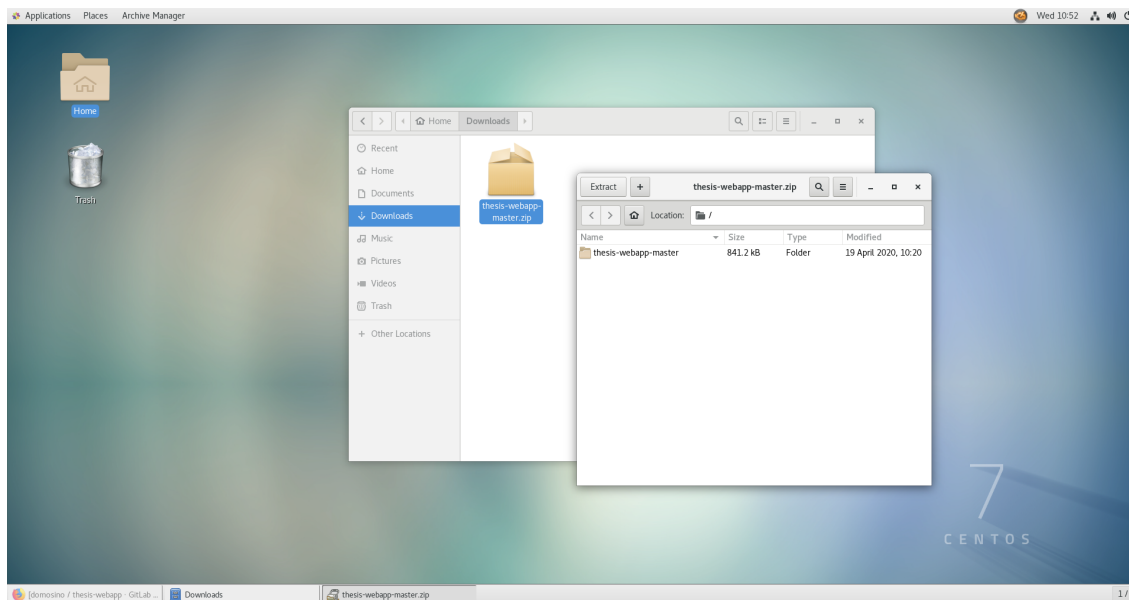 Applications Places Archive Manager Wed 10:52
Home
Trash
Home Downloads
Recent
Home
Documents
Downloads
Music
Pictures
Videos
Trash
+ Other Locations
thesis-webapp-
master.zip
Extract + thesis-webapp-master.zip
Location: /
Name Size Type Modified
thesis-webapp-master 841.2 kB Folder 19 April 2020, 10:20
7
CENTOS
[domosino / thesis-webapp · GitLab ... Downloads thesis-webapp-master.zip 1 /